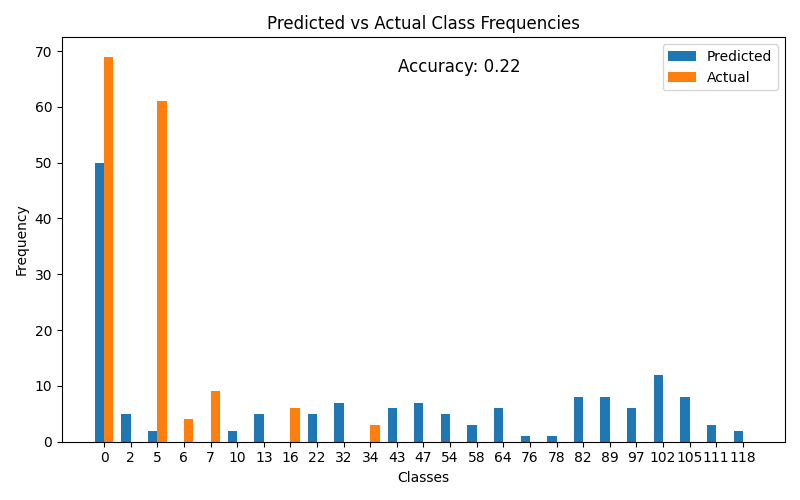 Predicted vs Actual Class Frequencies
Accuracy: 0.22
Predicted
Actual
Frequency
70
60
50
40
30
20
10
0
0 2 5 6 7 10 13 16 22 32 34 43 47 54 58 64 76 78 82 89 97 102 105 111 118
Classes